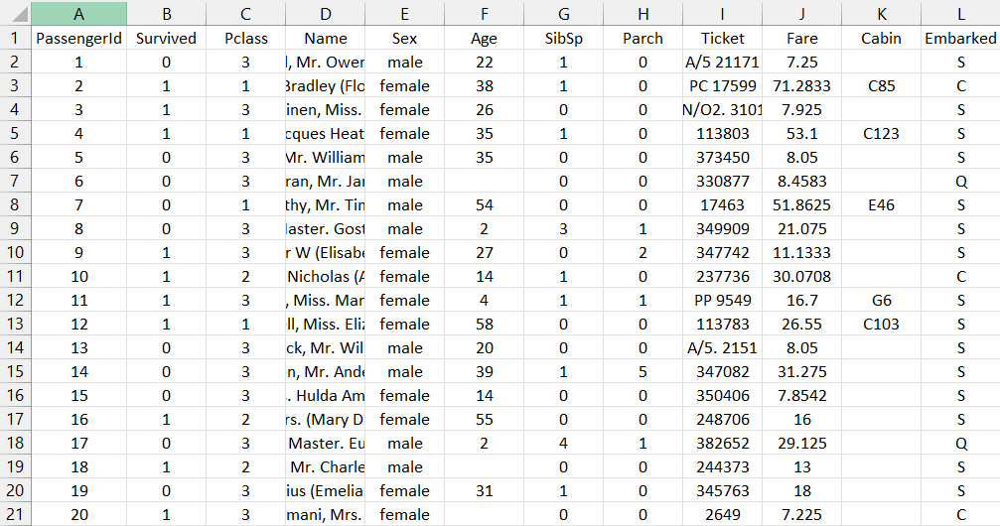 A B C D E F G H I J K L
1 PassengerId Survived Pclass Name Sex Age SibSp Parch Ticket Fare Cabin Embarked
2 1 0 3 l, Mr. Ower male 22 1 0 A/5 21171 7.25 S
3 2 1 1 Bradley (Flo female 38 1 0 PC 17599 71.2833 C85 C
4 3 1 3 inen, Miss. female 26 0 0 N/O2. 3101 7.925 S
5 4 1 1 cques Heat female 35 1 0 113803 53.1 C123 S
6 5 0 3 Mr. William male 35 0 0 373450 8.05 S
7 6 0 3 ran, Mr. Jar male 0 0 330877 8.4583 Q
8 7 0 1 thy, Mr. Tin male 54 0 0 17463 51.8625 E46 S
9 8 0 3 laster. Gost male 2 3 1 349909 21.075 S
10 9 1 3 r W (Elisabe female 27 0 2 347742 11.1333 S
11 10 1 2 Nicholas (A female 14 1 0 237736 30.0708 C
12 11 1 3 , Miss. Mar female 4 1 1 PP 9549 16.7 G6 S
13 12 1 1 ll, Miss. Eliz female 58 0 0 113783 26.55 C103 S
14 13 0 3 ck, Mr. Wil male 20 0 0 A/5. 2151 8.05 S
15 14 0 3 n, Mr. Ande male 39 1 5 347082 31.275 S
16 15 0 3 . Hulda Am female 14 0 0 350406 7.8542 S
17 16 1 2 rs. (Mary D female 55 0 0 248706 16 S
18 17 0 3 Master. Eu male 2 4 1 382652 29.125 Q
19 18 1 2 Mr. Charle male 0 0 244373 13 S
20 19 0 3 ius (Emelia female 31 1 0 345763 18 S
21 20 1 3 mani, Mrs. female 0 0 2649 7.225 C